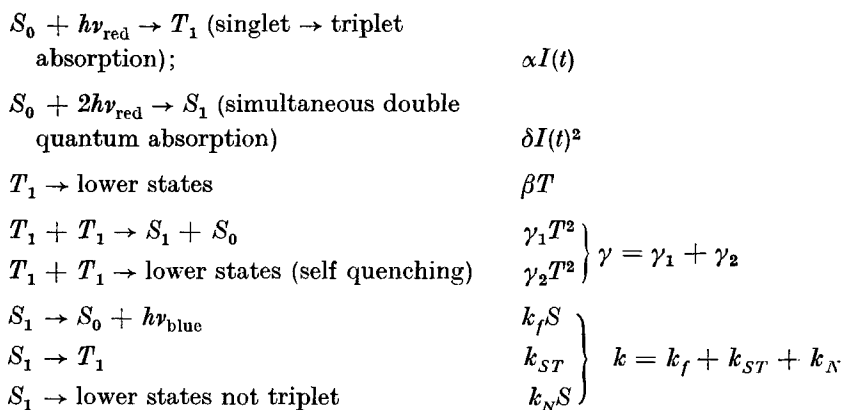 S₀ + hν_red → T₁ (singlet → triplet
absorption); αI(t)
S₀ + 2hν_red → S₁ (simultaneous double
quantum absorption) δI(t)²
T₁ → lower states βT
T₁ + T₁ → S₁ + S₀ γ₁T²
T₁ + T₁ → lower states (self quenching) γ₂T² } γ = γ₁ + γ₂
S₁ → S₀ + hν_blue k_f S
S₁ → T₁ k_ST } k = k_f + k_ST + k_N
S₁ → lower states not triplet k_N S